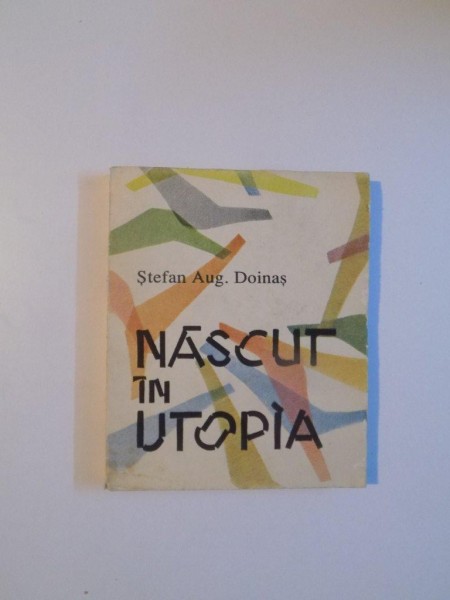 Ștefan Aug. Doinaș
NĂSCUT
ÎN
UTOPIA